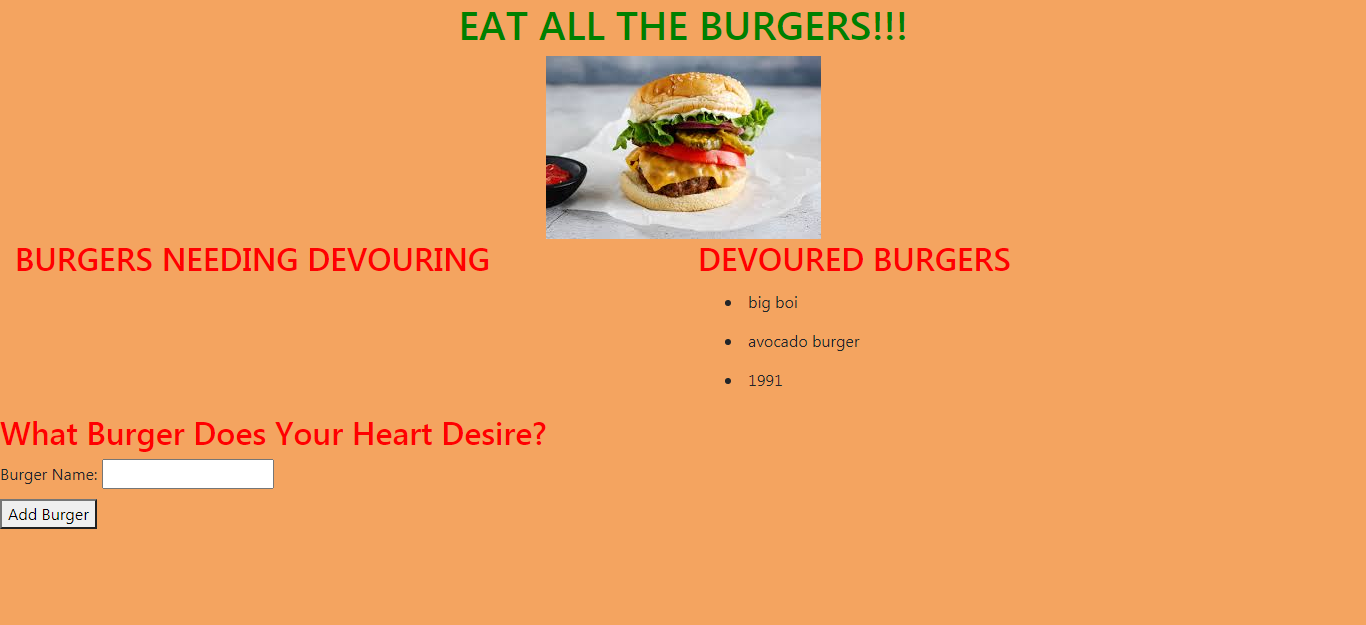 EAT ALL THE BURGERS!!!
BURGERS NEEDING DEVOURING
DEVOURED BURGERS
big boi
avocado burger
1991
What Burger Does Your Heart Desire?
Burger Name:
Add Burger